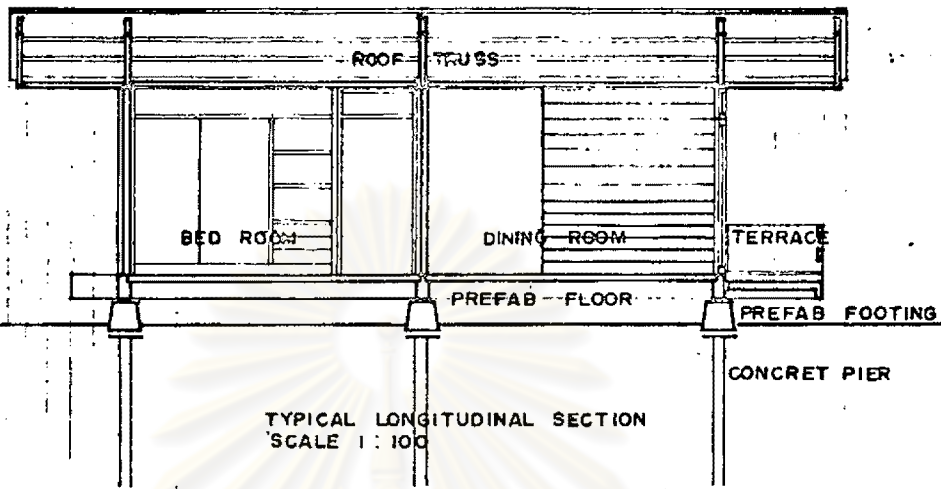 ROOF TRUSS
BED ROOM
DINING ROOM
TERRACE
PREFAB FLOOR
PREFAB FOOTING
CONCRET PIER
TYPICAL LONGITUDINAL SECTION
SCALE 1 : 100